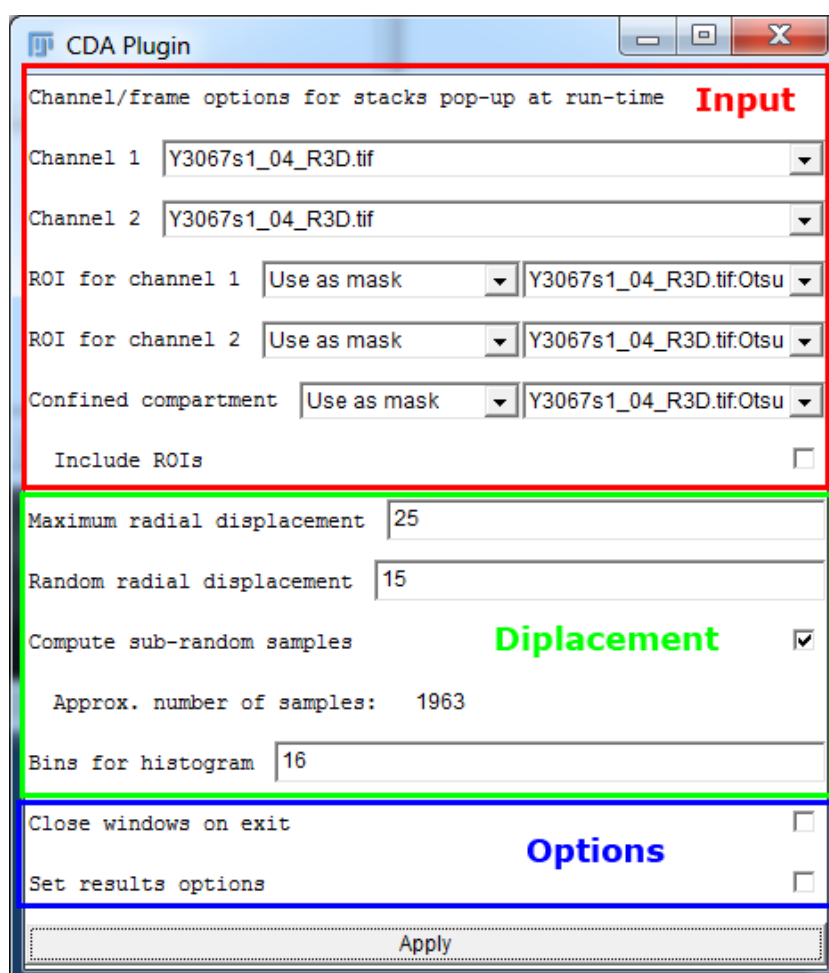 CDA Plugin
Channel/frame options for stacks pop-up at run-time Input
Channel 1 Y3067s1_04_R3D.tif
Channel 2 Y3067s1_04_R3D.tif
ROI for channel 1 Use as mask Y3067s1_04_R3D.tif:Otsu
ROI for channel 2 Use as mask Y3067s1_04_R3D.tif:Otsu
Confined compartment Use as mask Y3067s1_04_R3D.tif:Otsu
Include ROIs
Maximum radial displacement 25
Random radial displacement 15
Compute sub-random samples Diplacement
Approx. number of samples: 1963
Bins for histogram 16
Close windows on exit
Options
Set results options
Apply